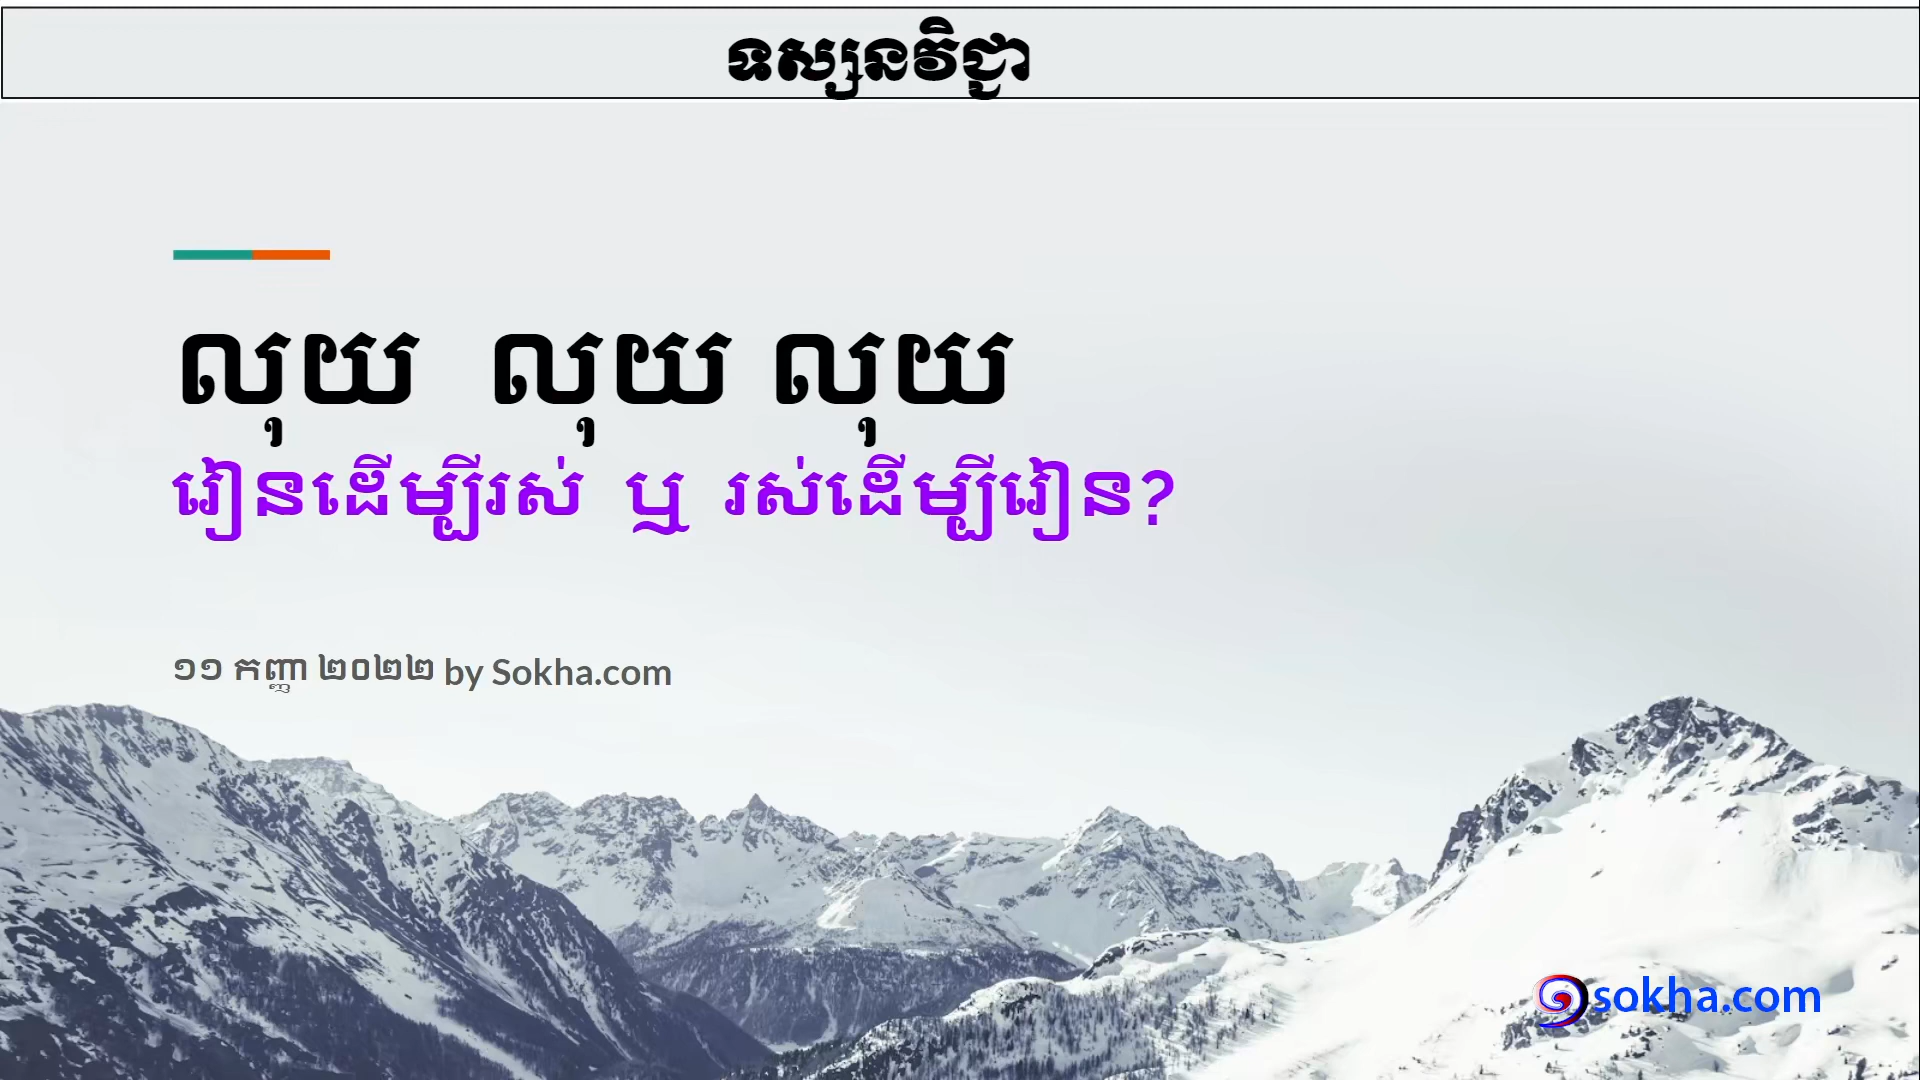 ទស្សនវិជ្ជា
លុយ លុយ លុយ
រៀនដើម្បីរស់ ឬ រស់ដើម្បីរៀន?
១១ កញ្ញា ២០២២ by Sokha.com
sokha.com